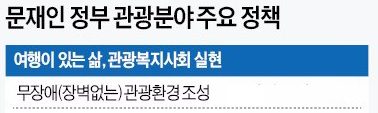 문재인 정부 관광분야 주요 정책
여행이 있는 삶, 관광복지사회 실현
무장애(장벽없는) 관광환경 조성